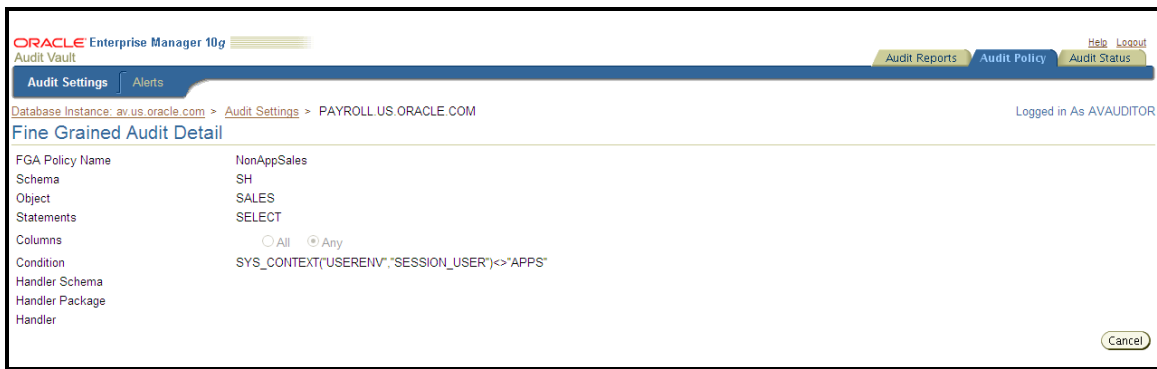 ORACLE Enterprise Manager 10g
Audit Vault
Help Logout
Audit Reports Audit Policy Audit Status
Audit Settings Alerts
Database Instance: av.us.oracle.com > Audit Settings > PAYROLL.US.ORACLE.COM
Logged in As AVAUDITOR
Fine Grained Audit Detail
FGA Policy Name NonAppSales
Schema SH
Object SALES
Statements SELECT
Columns All Any
Condition SYS_CONTEXT("USERENV","SESSION_USER")<>"APPS"
Handler Schema
Handler Package
Handler
Cancel